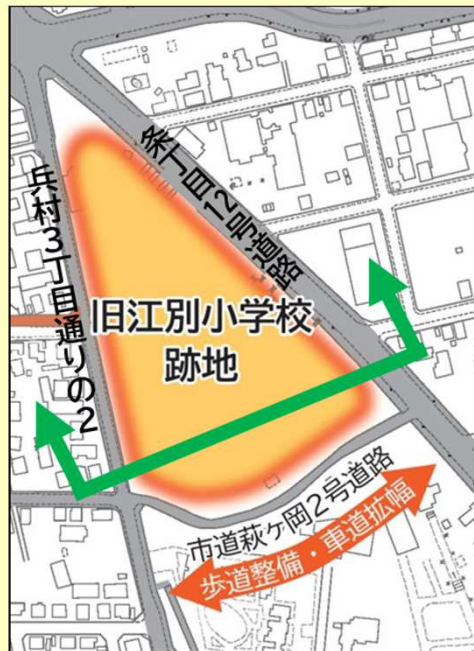 条丁目12号道路
兵村3丁目通りの2
旧江別小学校
跡地
市道萩ヶ岡2号道路
歩道整備・車道拡幅